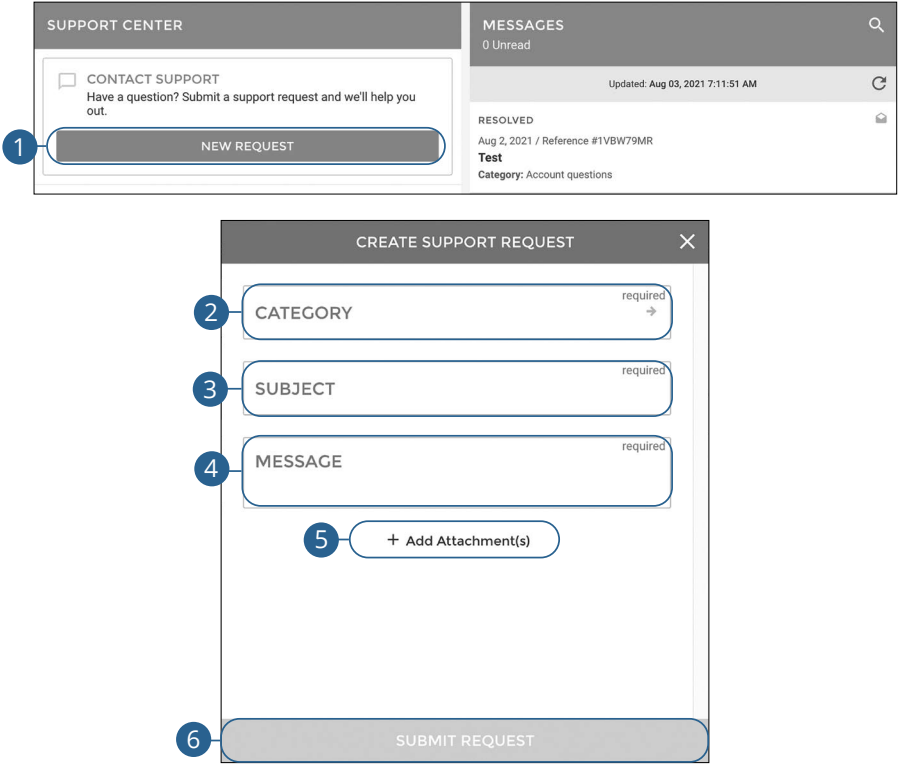 SUPPORT CENTER
CONTACT SUPPORT
Have a question? Submit a support request and we'll help you
out.
1
NEW REQUEST
MESSAGES
0 Unread
Updated: Aug 03, 2021 7:11:51 AM
RESOLVED
Aug 2, 2021 / Reference #1VBW79MR
Test
Category: Account questions
CREATE SUPPORT REQUEST
required
2
CATEGORY
required
3
SUBJECT
required
4
MESSAGE
5
+ Add Attachment(s)
6
SUBMIT REQUEST